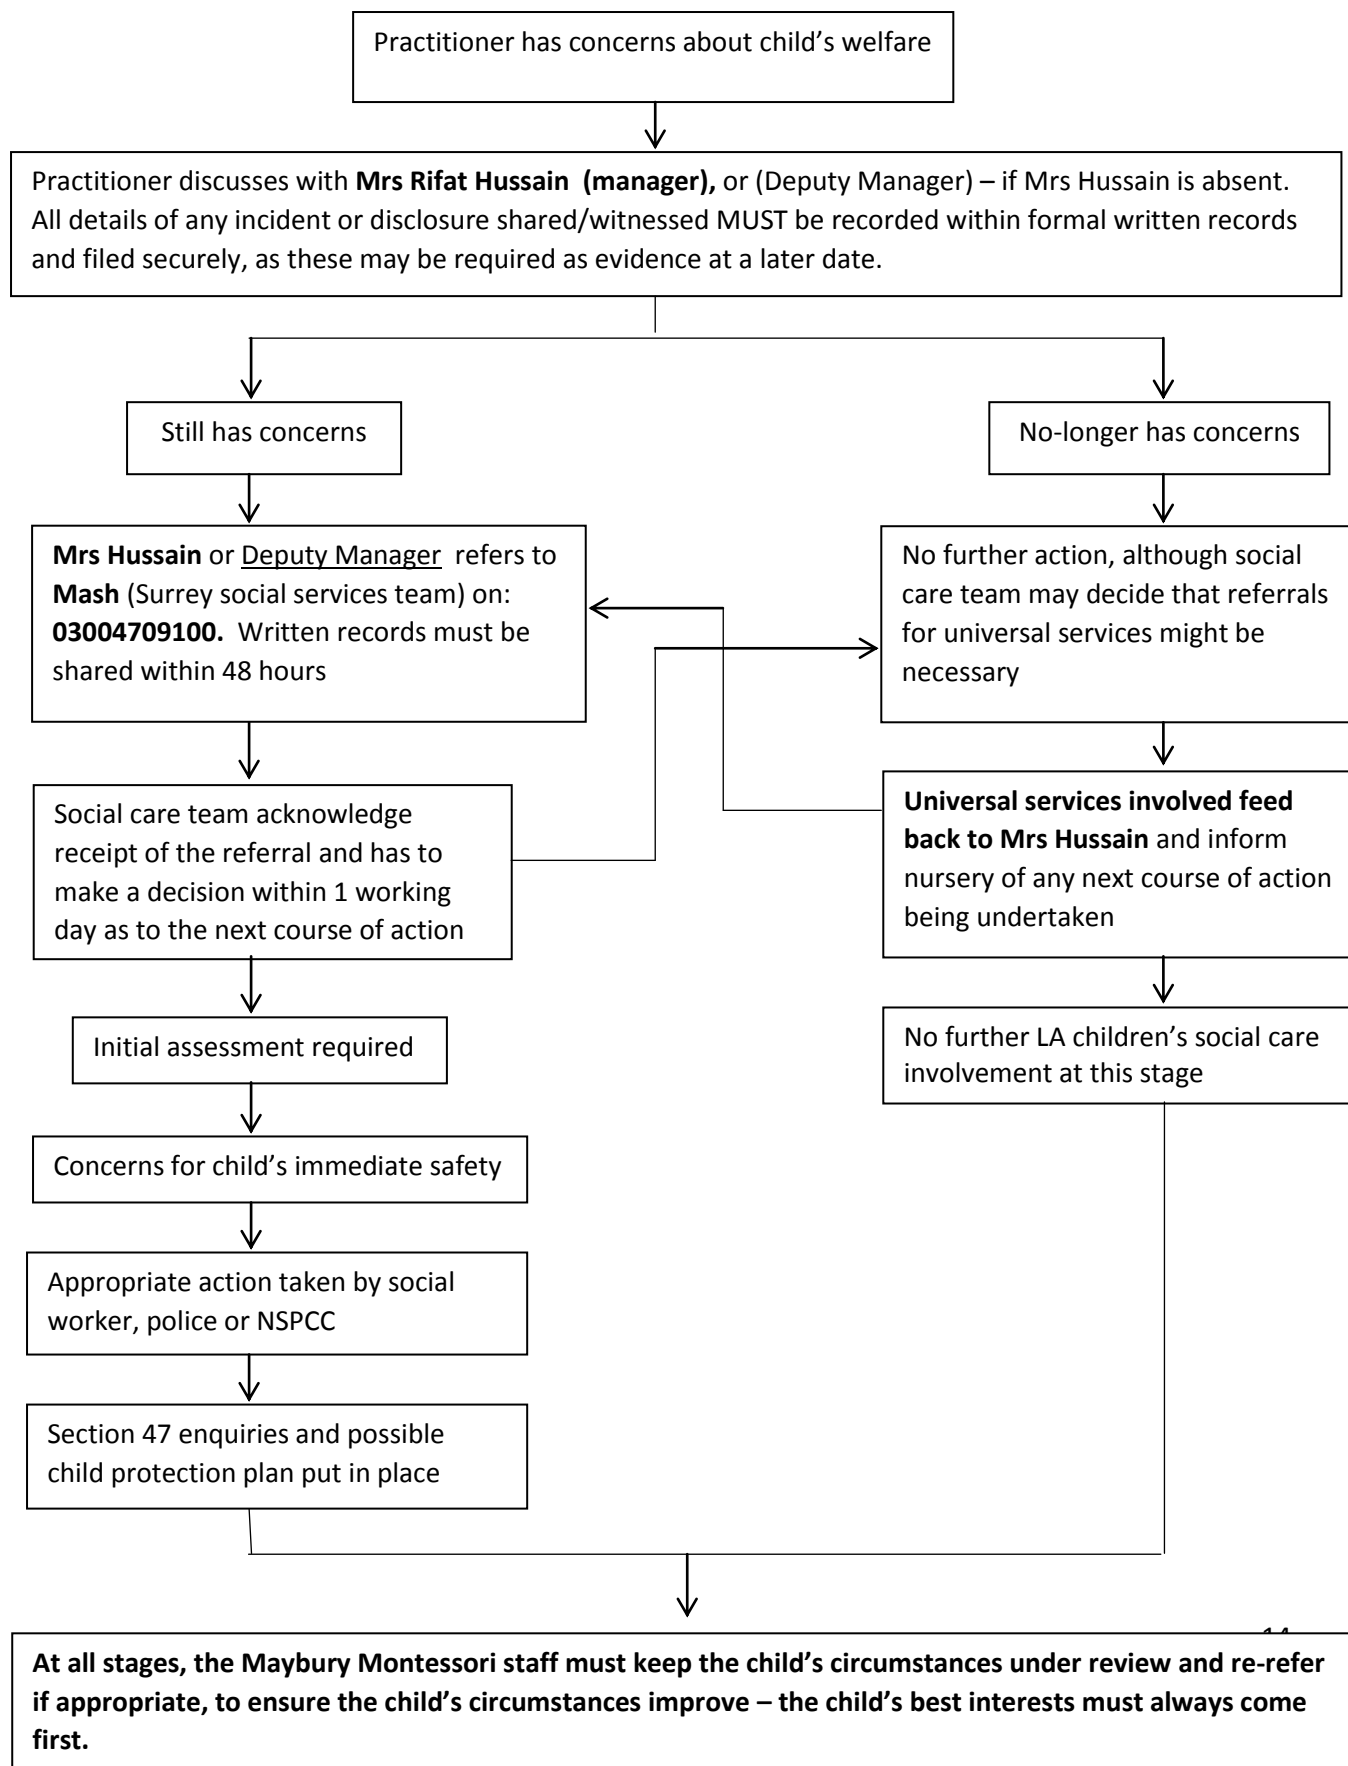 Practitioner has concerns about child’s welfare
Practitioner discusses with Mrs Rifat Hussain (manager), or (Deputy Manager) – if Mrs Hussain is absent.
All details of any incident or disclosure shared/witnessed MUST be recorded within formal written records
and filed securely, as these may be required as evidence at a later date.
Still has concerns
No-longer has concerns
Mrs Hussain or Deputy Manager refers to
Mash (Surrey social services team) on:
03004709100. Written records must be
shared within 48 hours
No further action, although social
care team may decide that referrals
for universal services might be
necessary
Social care team acknowledge
receipt of the referral and has to
make a decision within 1 working
day as to the next course of action
Universal services involved feed
back to Mrs Hussain and inform
nursery of any next course of action
being undertaken
Initial assessment required
No further LA children’s social care
involvement at this stage
Concerns for child’s immediate safety
Appropriate action taken by social
worker, police or NSPCC
Section 47 enquiries and possible
child protection plan put in place
At all stages, the Maybury Montessori staff must keep the child’s circumstances under review and re-refer
if appropriate, to ensure the child’s circumstances improve – the child’s best interests must always come
first.